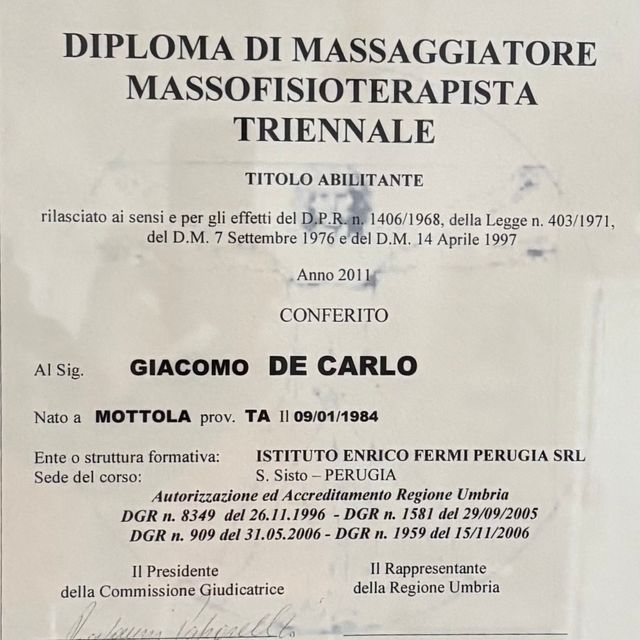 DIPLOMA DI MASSAGGIATORE
MASSOFISIOTERAPISTA
TRIENNALE
TITOLO ABILITANTE
rilasciato ai sensi e per gli effetti del D.P.R. n. 1406/1968, della Legge n. 403/1971,
del D.M. 7 Settembre 1976 e del D.M. 14 Aprile 1997
Anno 2011
CONFERITO
Al Sig. GIACOMO DE CARLO
Nato a MOTTOLA prov. TA Il 09/01/1984
Ente o struttura formativa: ISTITUTO ENRICO FERMI PERUGIA SRL
Sede del corso: S. Sisto – PERUGIA
Autorizzazione ed Accreditamento Regione Umbria
DGR n. 8349 del 26.11.1996 - DGR n. 1581 del 29/09/2005
DGR n. 909 del 31.05.2006 - DGR n. 1959 del 15/11/2006
Il Presidente Il Rappresentante
della Commissione Giudicatrice della Regione Umbria